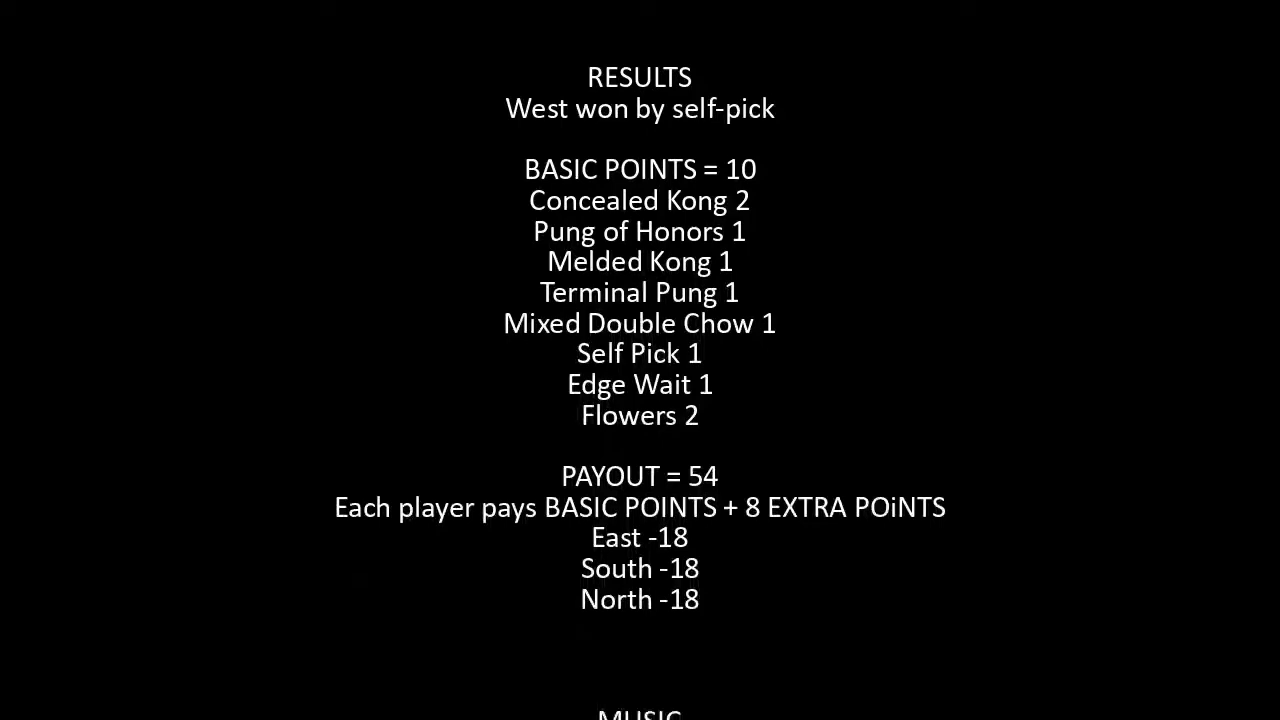 RESULTS
West won by self-pick
BASIC POINTS = 10
Concealed Kong 2
Pung of Honors 1
Melded Kong 1
Terminal Pung 1
Mixed Double Chow 1
Self Pick 1
Edge Wait 1
Flowers 2
PAYOUT = 54
Each player pays BASIC POINTS + 8 EXTRA POiNTS
East -18
South -18
North -18
MUSIC